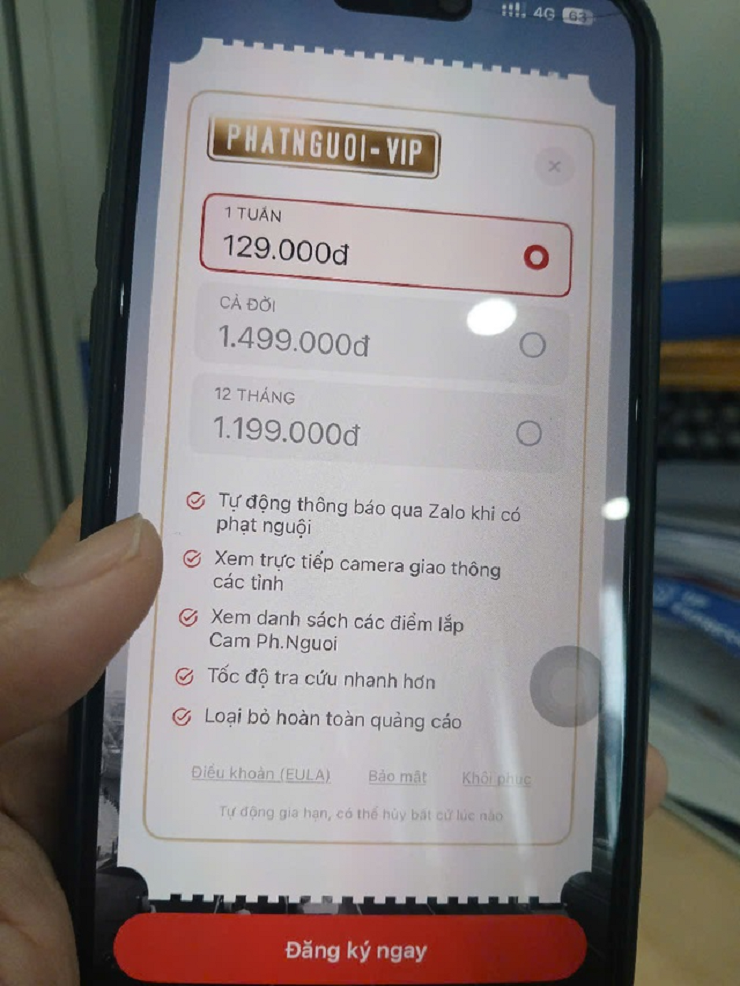 4G 63
PHATNGUOI-VIP
1 TUẦN
129.000đ
CẢ ĐỜI
1.499.000đ
12 THÁNG
1.199.000đ
Tự động thông báo qua Zalo khi có
phạt nguội
Xem trực tiếp camera giao thông
các tỉnh
Xem danh sách các điểm lắp
Cam Ph.Nguoi
Tốc độ tra cứu nhanh hơn
Loại bỏ hoàn toàn quảng cáo
Điều khoản (EULA) Bảo mật Khôi phục
Tự động gia hạn, có thể hủy bất cứ lúc nào
Đăng ký ngay